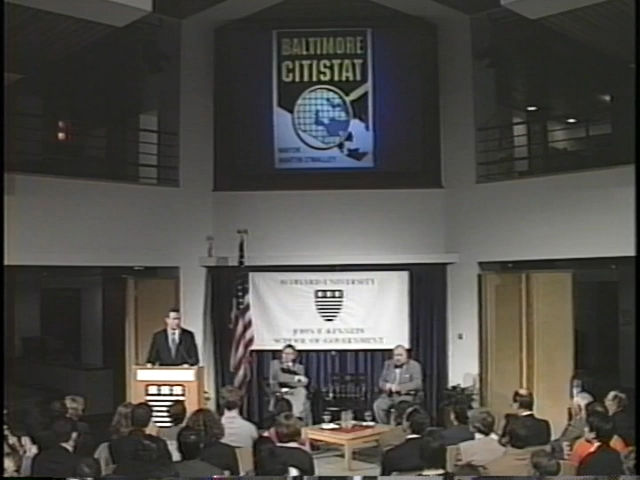 BALTIMORE
CITISTAT
MAYOR
MARTIN O'MALLEY
HARVARD UNIVERSITY
JOHN F. KENNEDY
SCHOOL OF GOVERNMENT